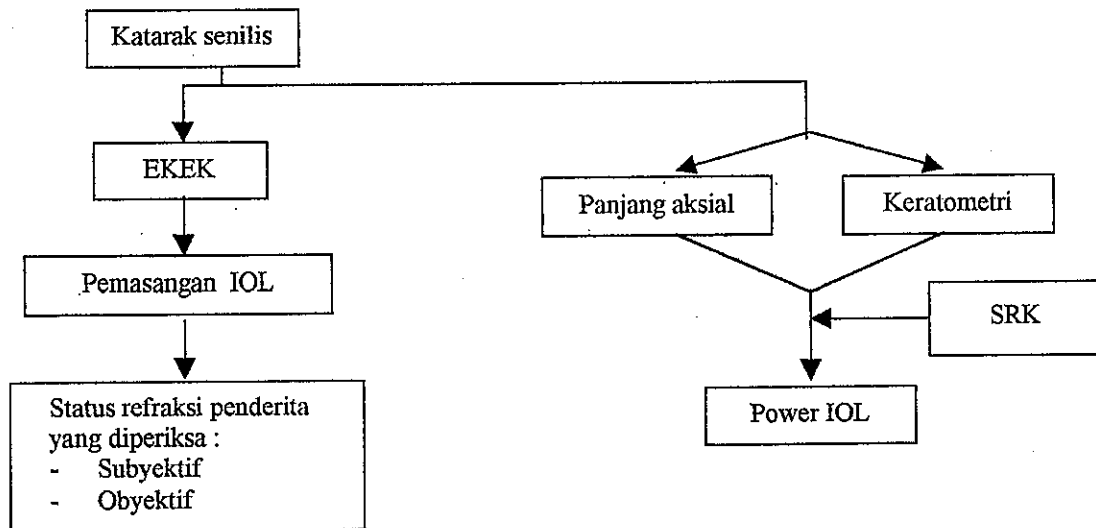 Katarak senilis
EKEK
Panjang aksial
Keratometri
Pemasangan IOL
SRK
Status refraksi penderita
yang diperiksa :
- Subyektif
- Obyektif
Power IOL